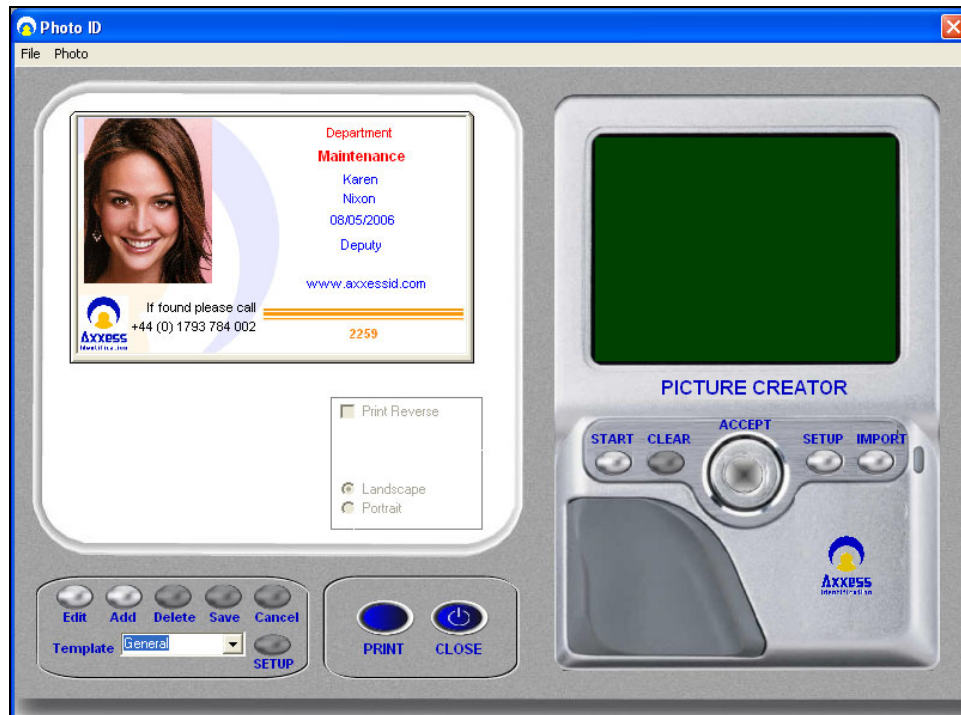 Photo ID
File Photo
Department
Maintenance
Karen
Nixon
08/05/2006
Deputy
www.axxessid.com
If found please call
+44 (0) 1793 784 002
2259
AXXESS
Identification
Print Reverse
Landscape
Portrait
PICTURE CREATOR
ACCEPT
START CLEAR SETUP IMPORT
AXXESS
Identification
Edit Add Delete Save Cancel
Template General
SETUP
PRINT CLOSE